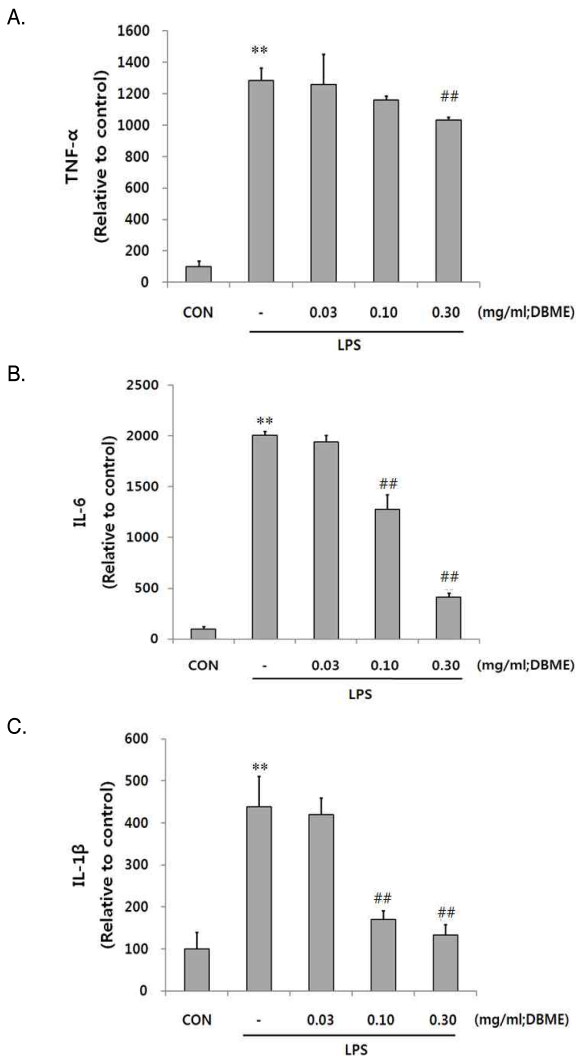 A.
TNF-α
(Relative to control)
1600
1400
1200
1000
800
600
400
200
0
**
##
CON - 0.03 0.10 0.30 (mg/ml;DBME)
LPS
B.
IL-6
(Relative to control)
2500
2000
1500
1000
500
0
**
##
##
CON - 0.03 0.10 0.30 (mg/ml;DBME)
LPS
C.
IL-1β
(Relative to control)
600
500
400
300
200
100
0
**
##
##
CON - 0.03 0.10 0.30 (mg/ml;DBME)
LPS